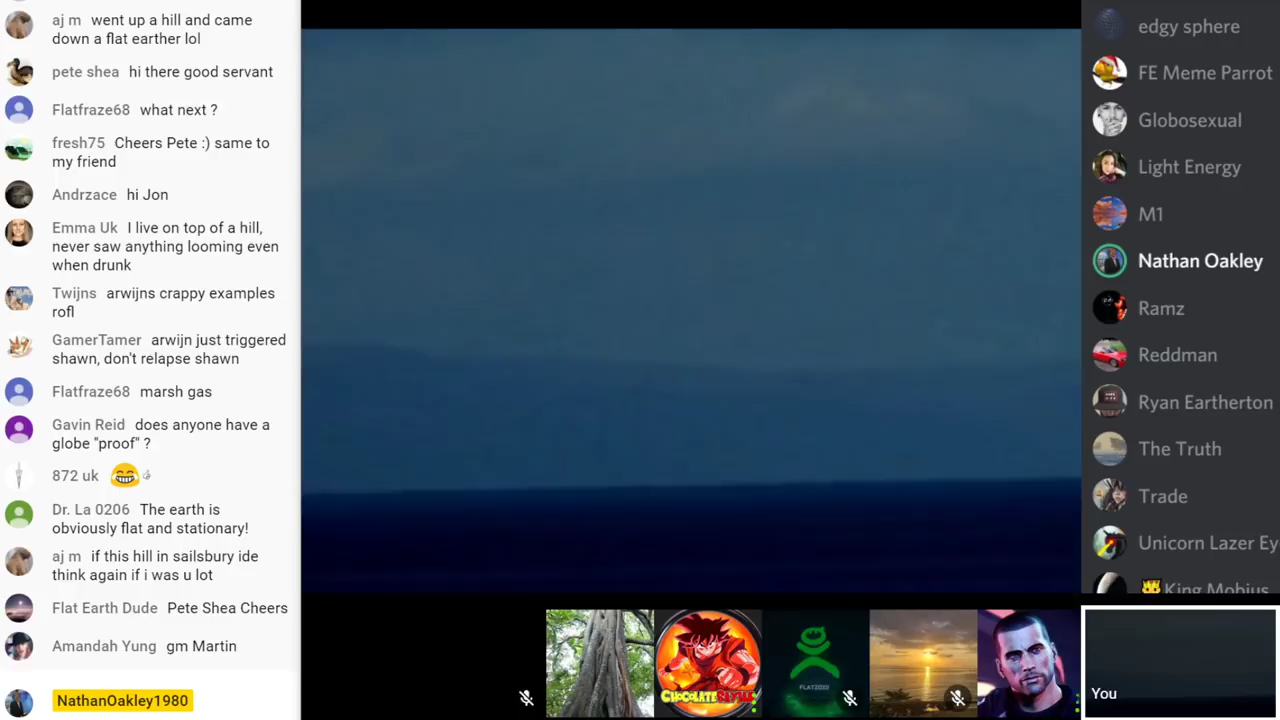 aj m went up a hill and came
down a flat earther lol
pete shea hi there good servant
Flatfraze68 what next ?
fresh75 Cheers Pete :) same to
my friend
Andrzace hi Jon
Emma Uk I live on top of a hill,
never saw anything looming even
when drunk
Twijns arwijns crappy examples
rofl
GamerTamer arwijn just triggered
shawn, don't relapse shawn
Flatfraze68 marsh gas
Gavin Reid does anyone have a
globe "proof" ?
872 uk
Dr. La 0206 The earth is
obviously flat and stationary!
aj m if this hill in sailsbury ide
think again if i was u lot
Flat Earth Dude Pete Shea Cheers
Amandah Yung gm Martin
NathanOakley1980
edgy sphere
FE Meme Parrot
Globosexual
Light Energy
M1
Nathan Oakley
Ramz
Reddman
Ryan Eartherton
The Truth
Trade
Unicorn Lazer Ey
King Mobius
FLATZOID
You